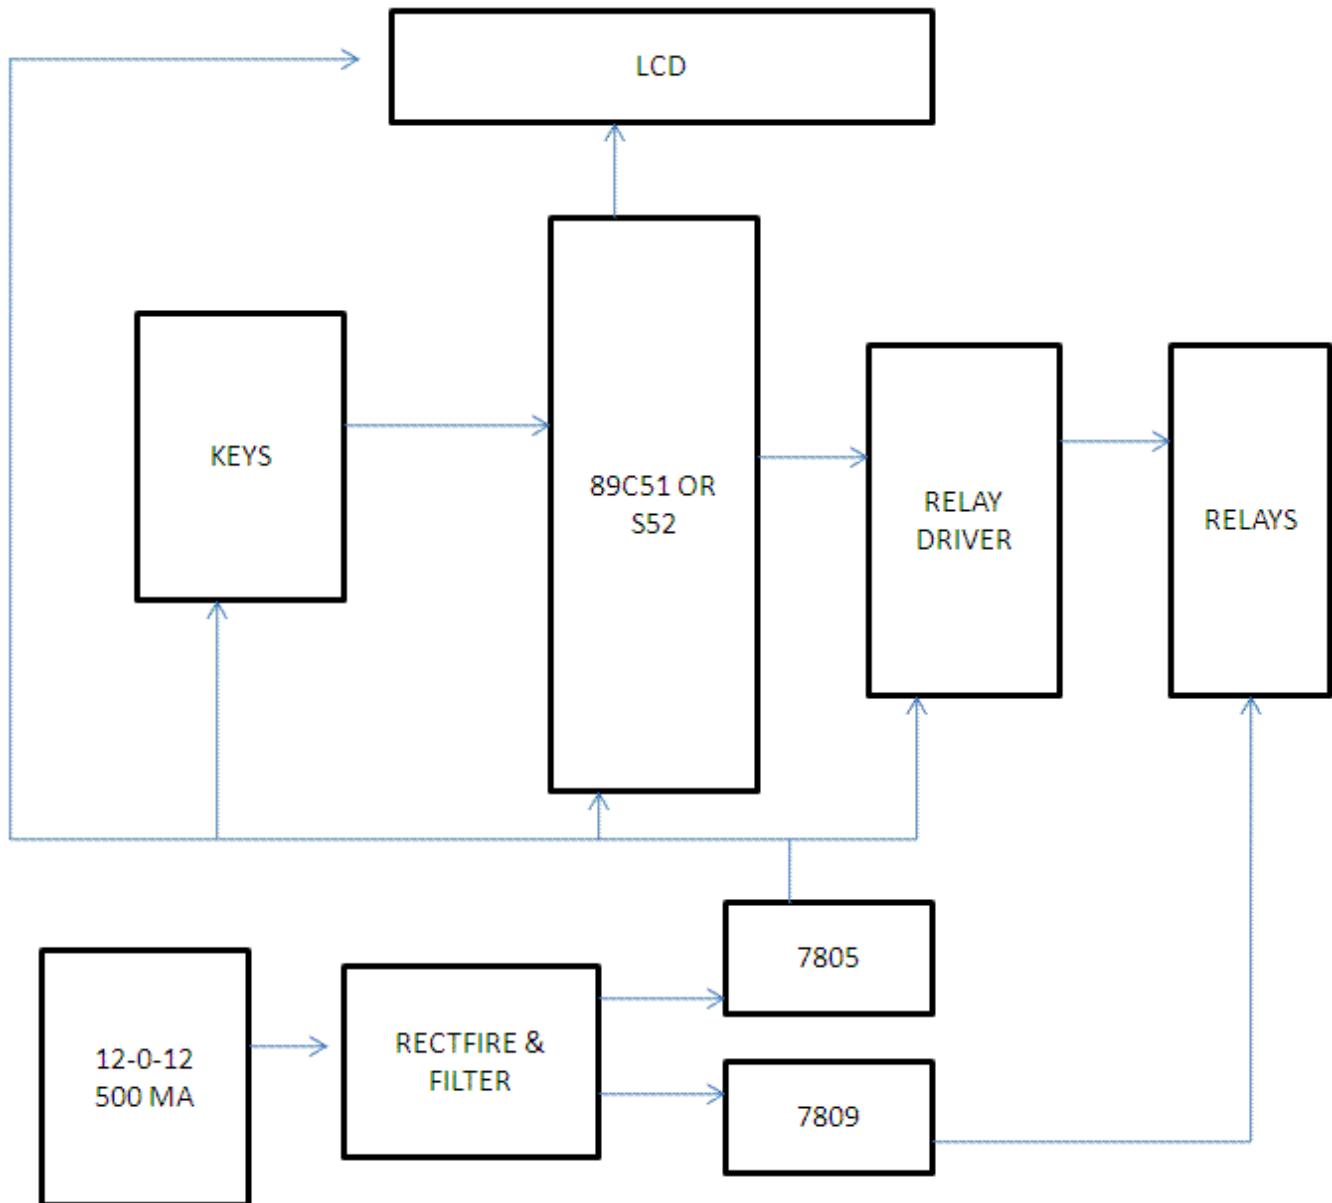 LCD
KEYS
89C51 OR
S52
RELAY
DRIVER
RELAYS
7805
12-0-12
500 MA
RECTFIRE &
FILTER
7809